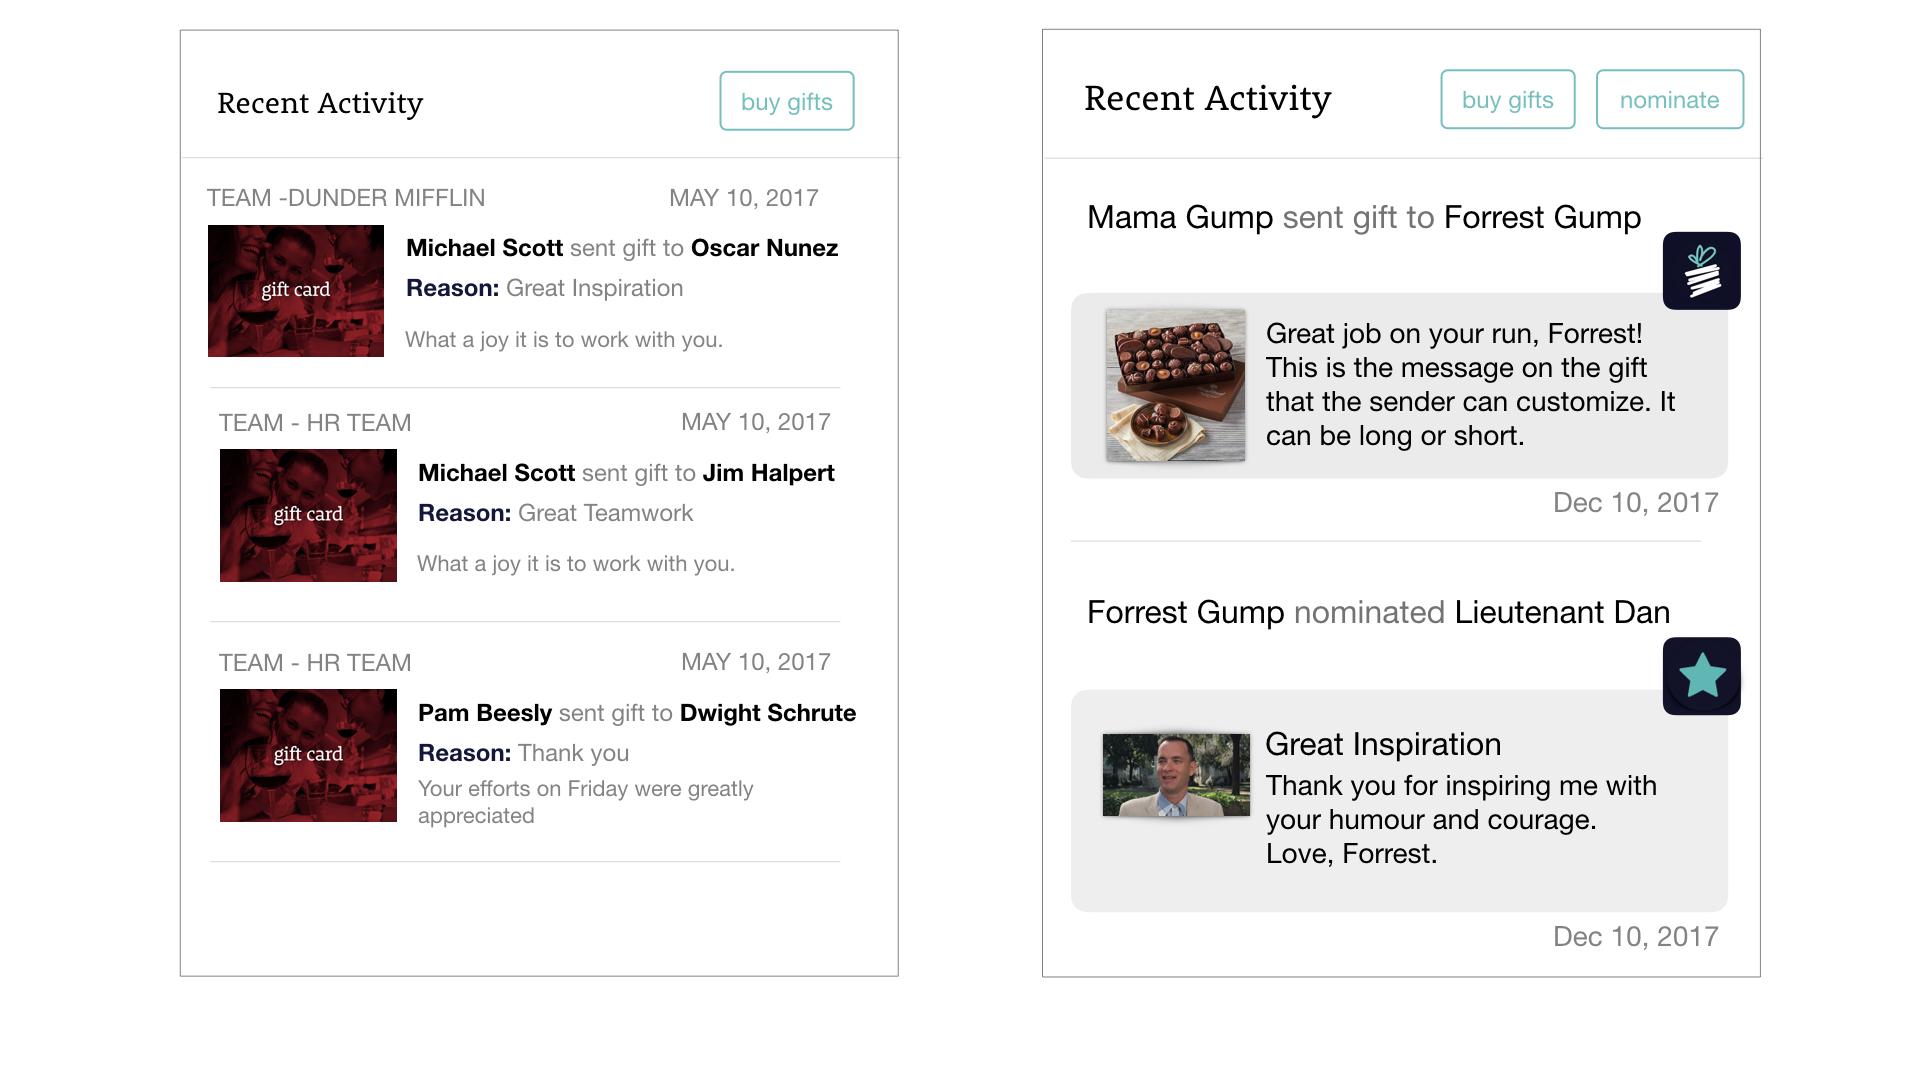 Recent Activity
buy gifts
TEAM -DUNDER MIFFLIN
MAY 10, 2017
gift card
Michael Scott sent gift to Oscar Nunez
Reason: Great Inspiration
What a joy it is to work with you.
TEAM - HR TEAM
MAY 10, 2017
gift card
Michael Scott sent gift to Jim Halpert
Reason: Great Teamwork
What a joy it is to work with you.
TEAM - HR TEAM
MAY 10, 2017
gift card
Pam Beesly sent gift to Dwight Schrute
Reason: Thank you
Your efforts on Friday were greatly
appreciated
Recent Activity
buy gifts
nominate
Mama Gump sent gift to Forrest Gump
Great job on your run, Forrest!
This is the message on the gift
that the sender can customize. It
can be long or short.
Dec 10, 2017
Forrest Gump nominated Lieutenant Dan
Great Inspiration
Thank you for inspiring me with
your humour and courage.
Love, Forrest.
Dec 10, 2017